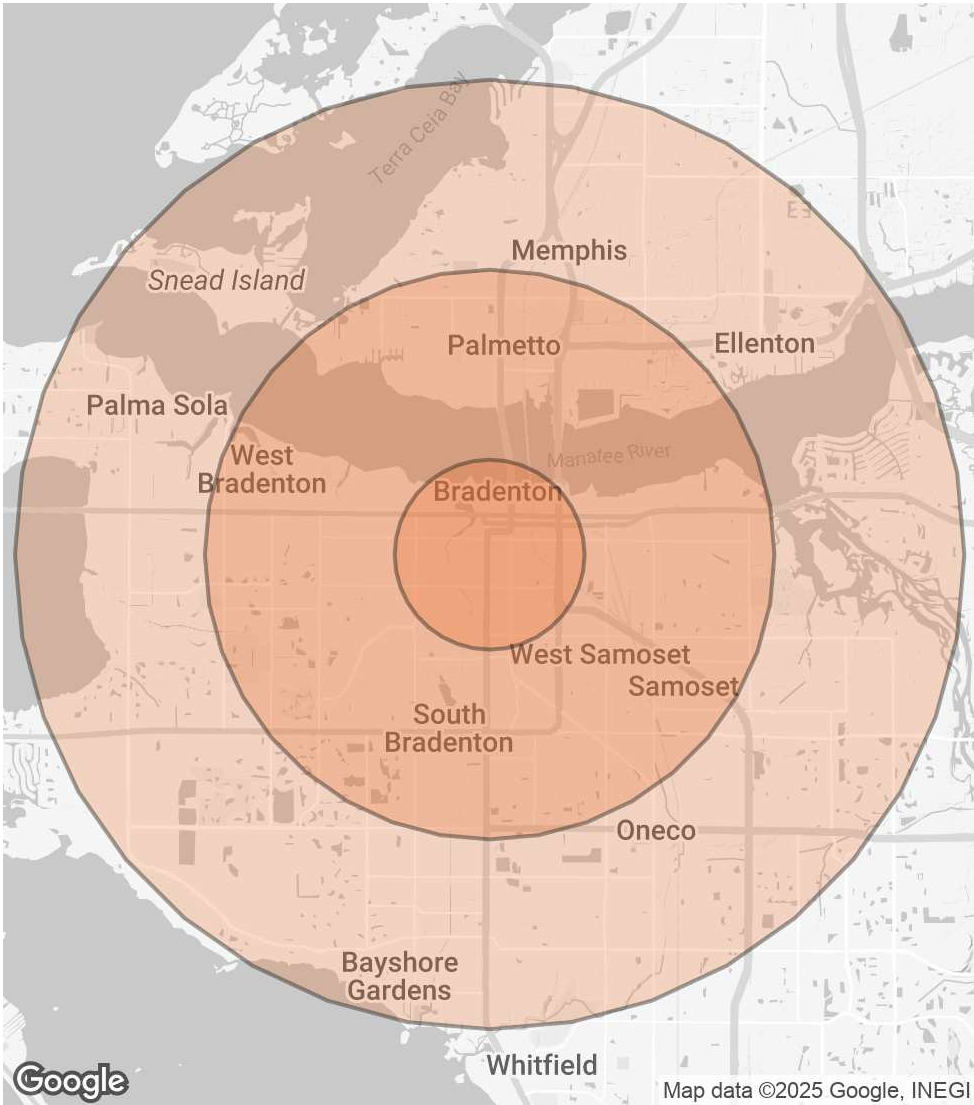 Terra Ceia Bay
Memphis
Snead Island
Palmetto
Ellenton
Palma Sola
West
Bradenton
Manatee River
Bradenton
West Samoset
Samoset
South
Bradenton
Oneco
Bayshore
Gardens
Whitfield
Google
Map data ©2025 Google, INEGI